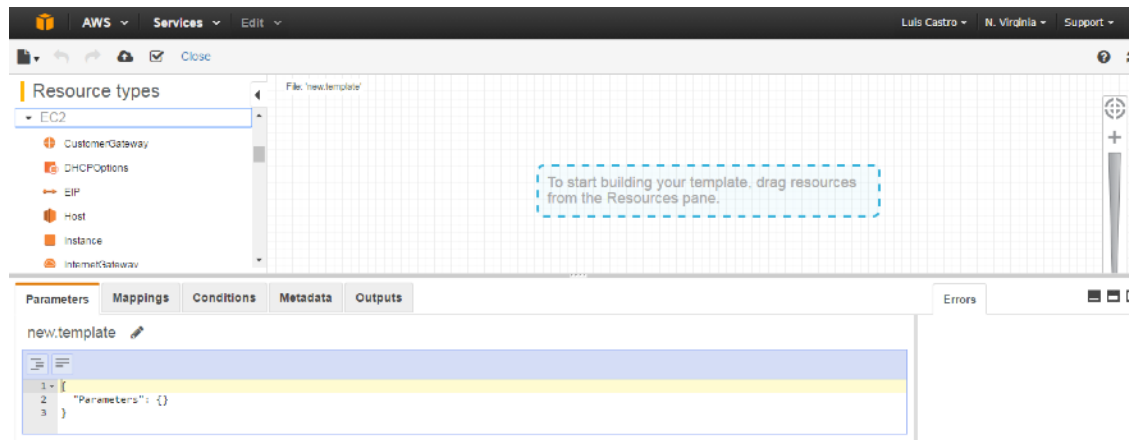 AWS Services Edit Luis Castro N. Virginia Support
Close
Resource types
File: 'new.template'
EC2
CustomerGateway
DHCPOptions
EIP
Host
Instance
InternetGateway
To start building your template, drag resources
from the Resources pane.
Parameters Mappings Conditions Metadata Outputs Errors
new.template
1 {
2 "Parameters": {}
3 }